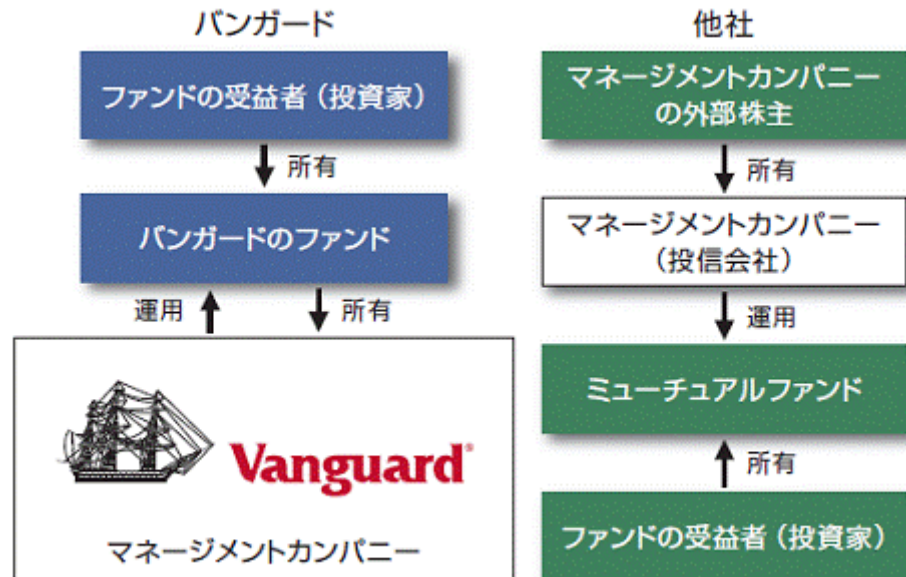 バンガード
ファンドの受益者（投資家）
所有
バンガードのファンド
運用
所有
Vanguard®
マネージメントカンパニー
他社
マネージメントカンパニー
の外部株主
所有
マネージメントカンパニー
（投信会社）
運用
ミューチュアルファンド
所有
ファンドの受益者（投資家）